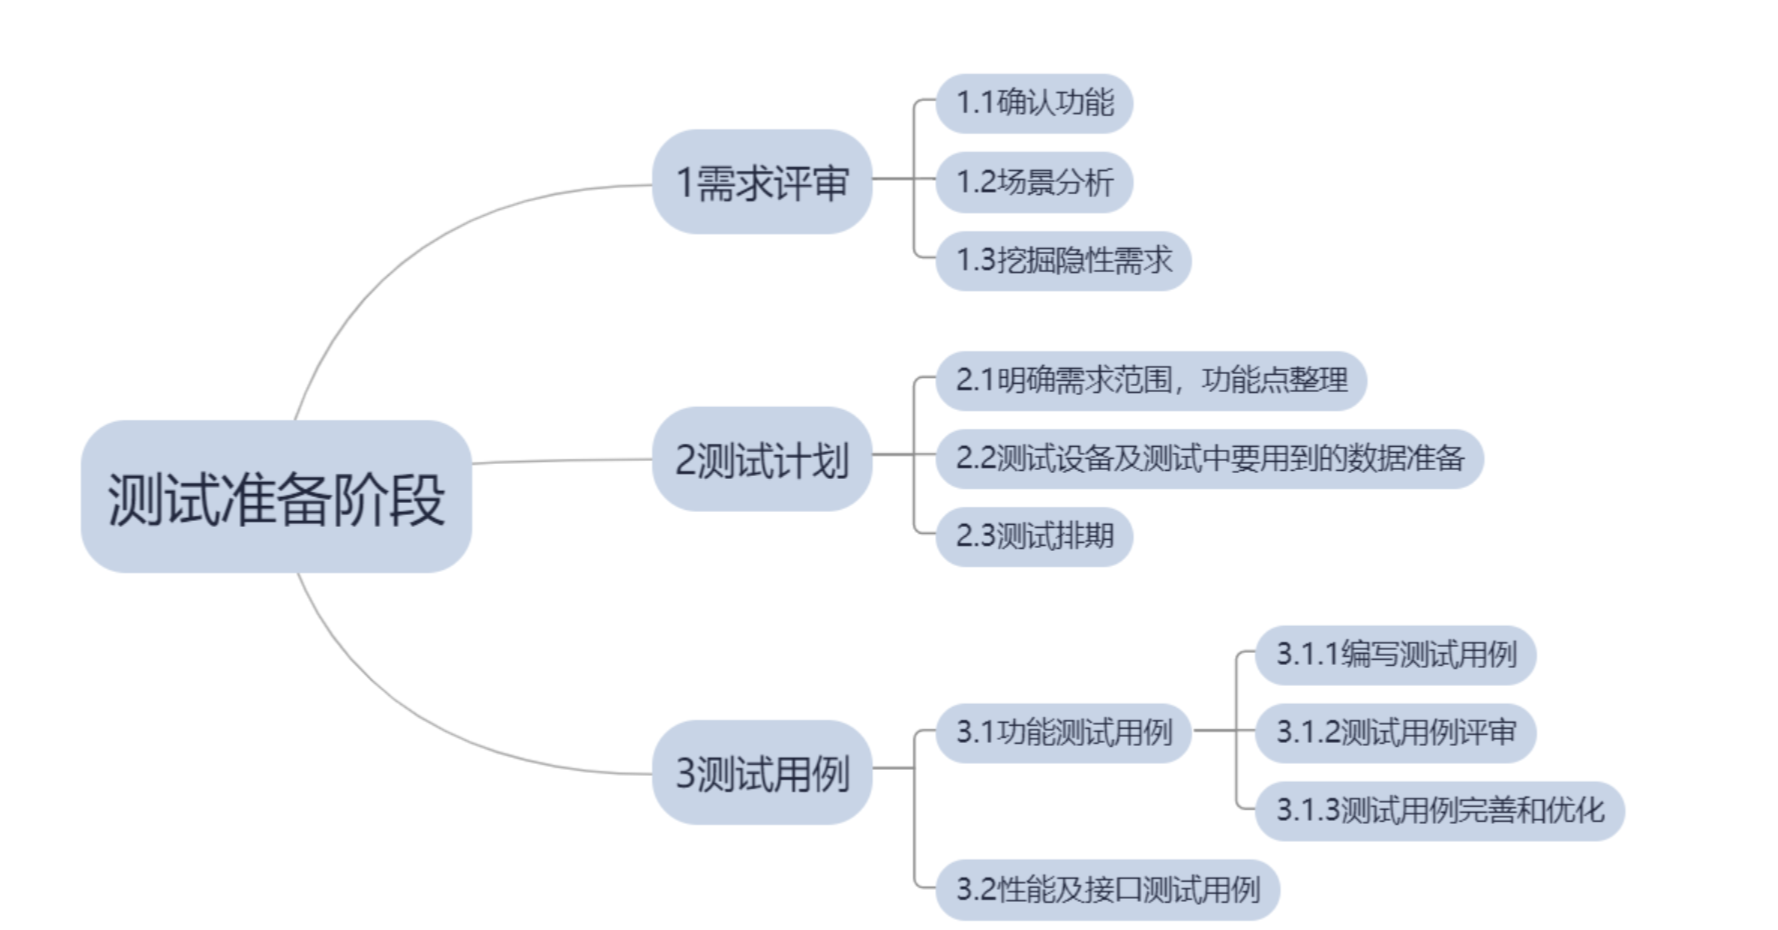 测试准备阶段
1需求评审
1.1确认功能
1.2场景分析
1.3挖掘隐性需求
2测试计划
2.1明确需求范围，功能点整理
2.2测试设备及测试中要用到的数据准备
2.3测试排期
3测试用例
3.1功能测试用例
3.1.1编写测试用例
3.1.2测试用例评审
3.1.3测试用例完善和优化
3.2性能及接口测试用例